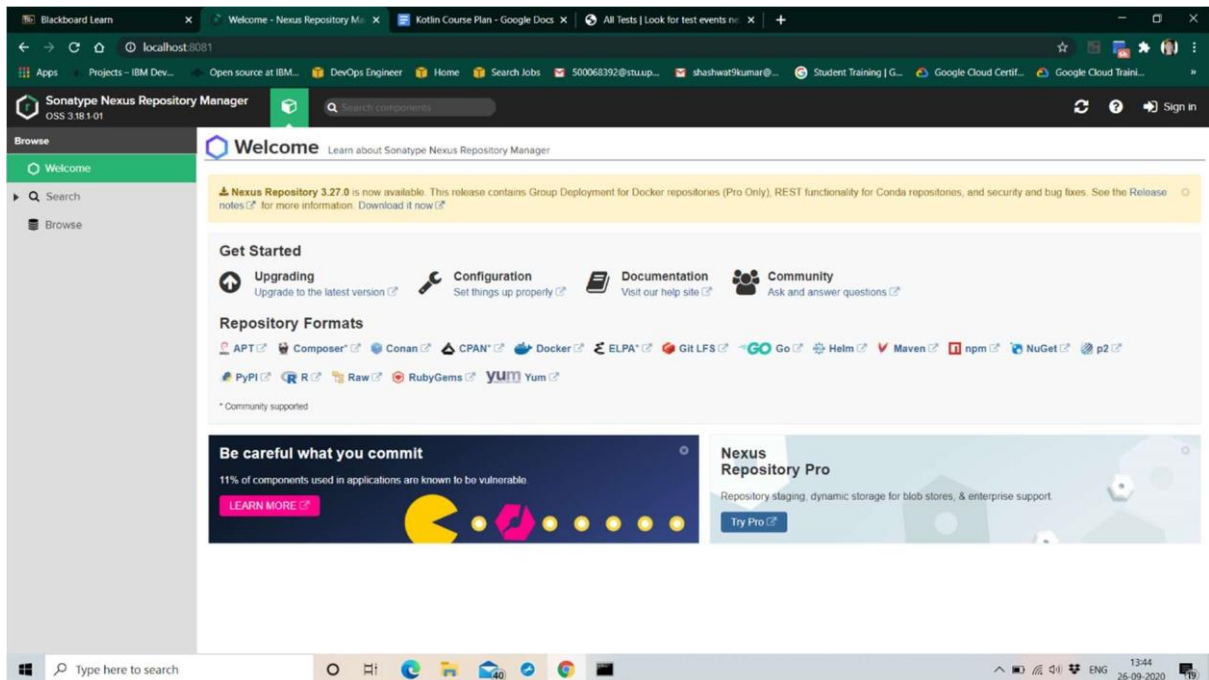 Blackboard Learn
Welcome - Nexus Repository Ma
Kotlin Course Plan - Google Docs
All Tests | Look for test events ne
localhost:8081
Apps
Projects – IBM Dev...
Open source at IBM...
DevOps Engineer
Home
Search Jobs
500068392@stu.up...
shashwat9kumar@...
Student Training | G...
Google Cloud Certif...
Google Cloud Traini...
Sonatype Nexus Repository Manager
OSS 3.18.1-01
Search components
Sign in
Browse
Welcome
Search
Browse
Welcome Learn about Sonatype Nexus Repository Manager
Nexus Repository 3.27.0 is now available. This release contains Group Deployment for Docker repositories (Pro Only), REST functionality for Conda repositories, and security and bug fixes. See the Release
notes for more information. Download it now
Get Started
Upgrading
Upgrade to the latest version
Configuration
Set things up properly
Documentation
Visit our help site
Community
Ask and answer questions
Repository Formats
APT Composer* Conan CPAN* Docker ELPA* Git LFS GO Go Helm Maven npm NuGet p2
PyPI R R Raw RubyGems yum Yum
* Community supported
Be careful what you commit
11% of components used in applications are known to be vulnerable.
LEARN MORE
Nexus
Repository Pro
Repository staging, dynamic storage for blob stores, & enterprise support.
Try Pro
Type here to search
40
ENG
13:44
26-09-2020
19